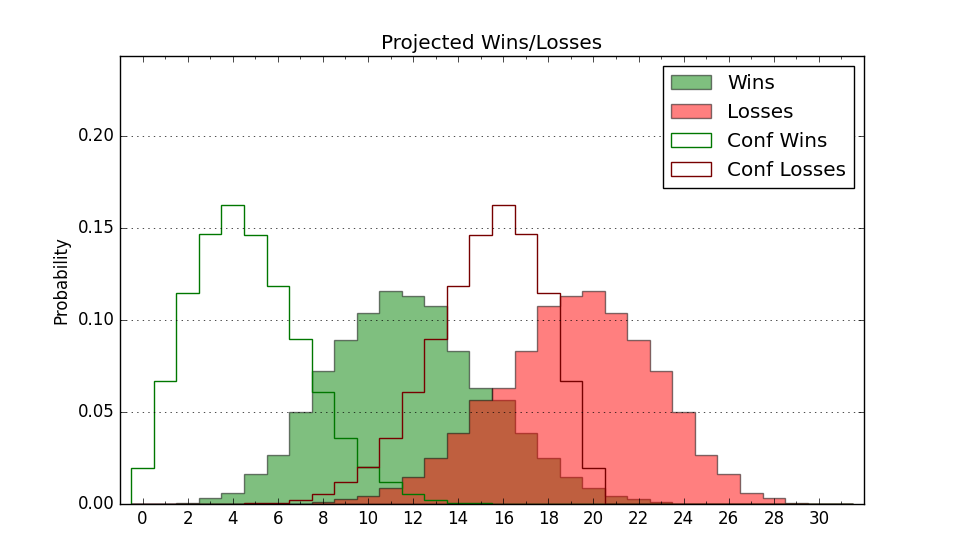 Projected Wins/Losses
Wins
Losses
Conf Wins
Conf Losses
Probability
0.20
0.15
0.10
0.05
0.00
0 2 4 6 8 10 12 14 16 18 20 22 24 26 28 30